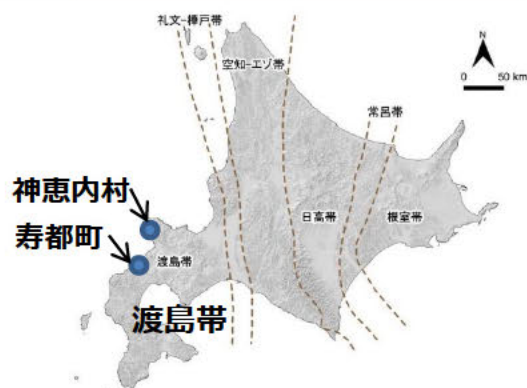 礼文-樺戸帯
空知-エゾ帯
N
0 50 km
常呂帯
神恵内村
寿都町
日高帯
根室帯
渡島帯
渡島帯